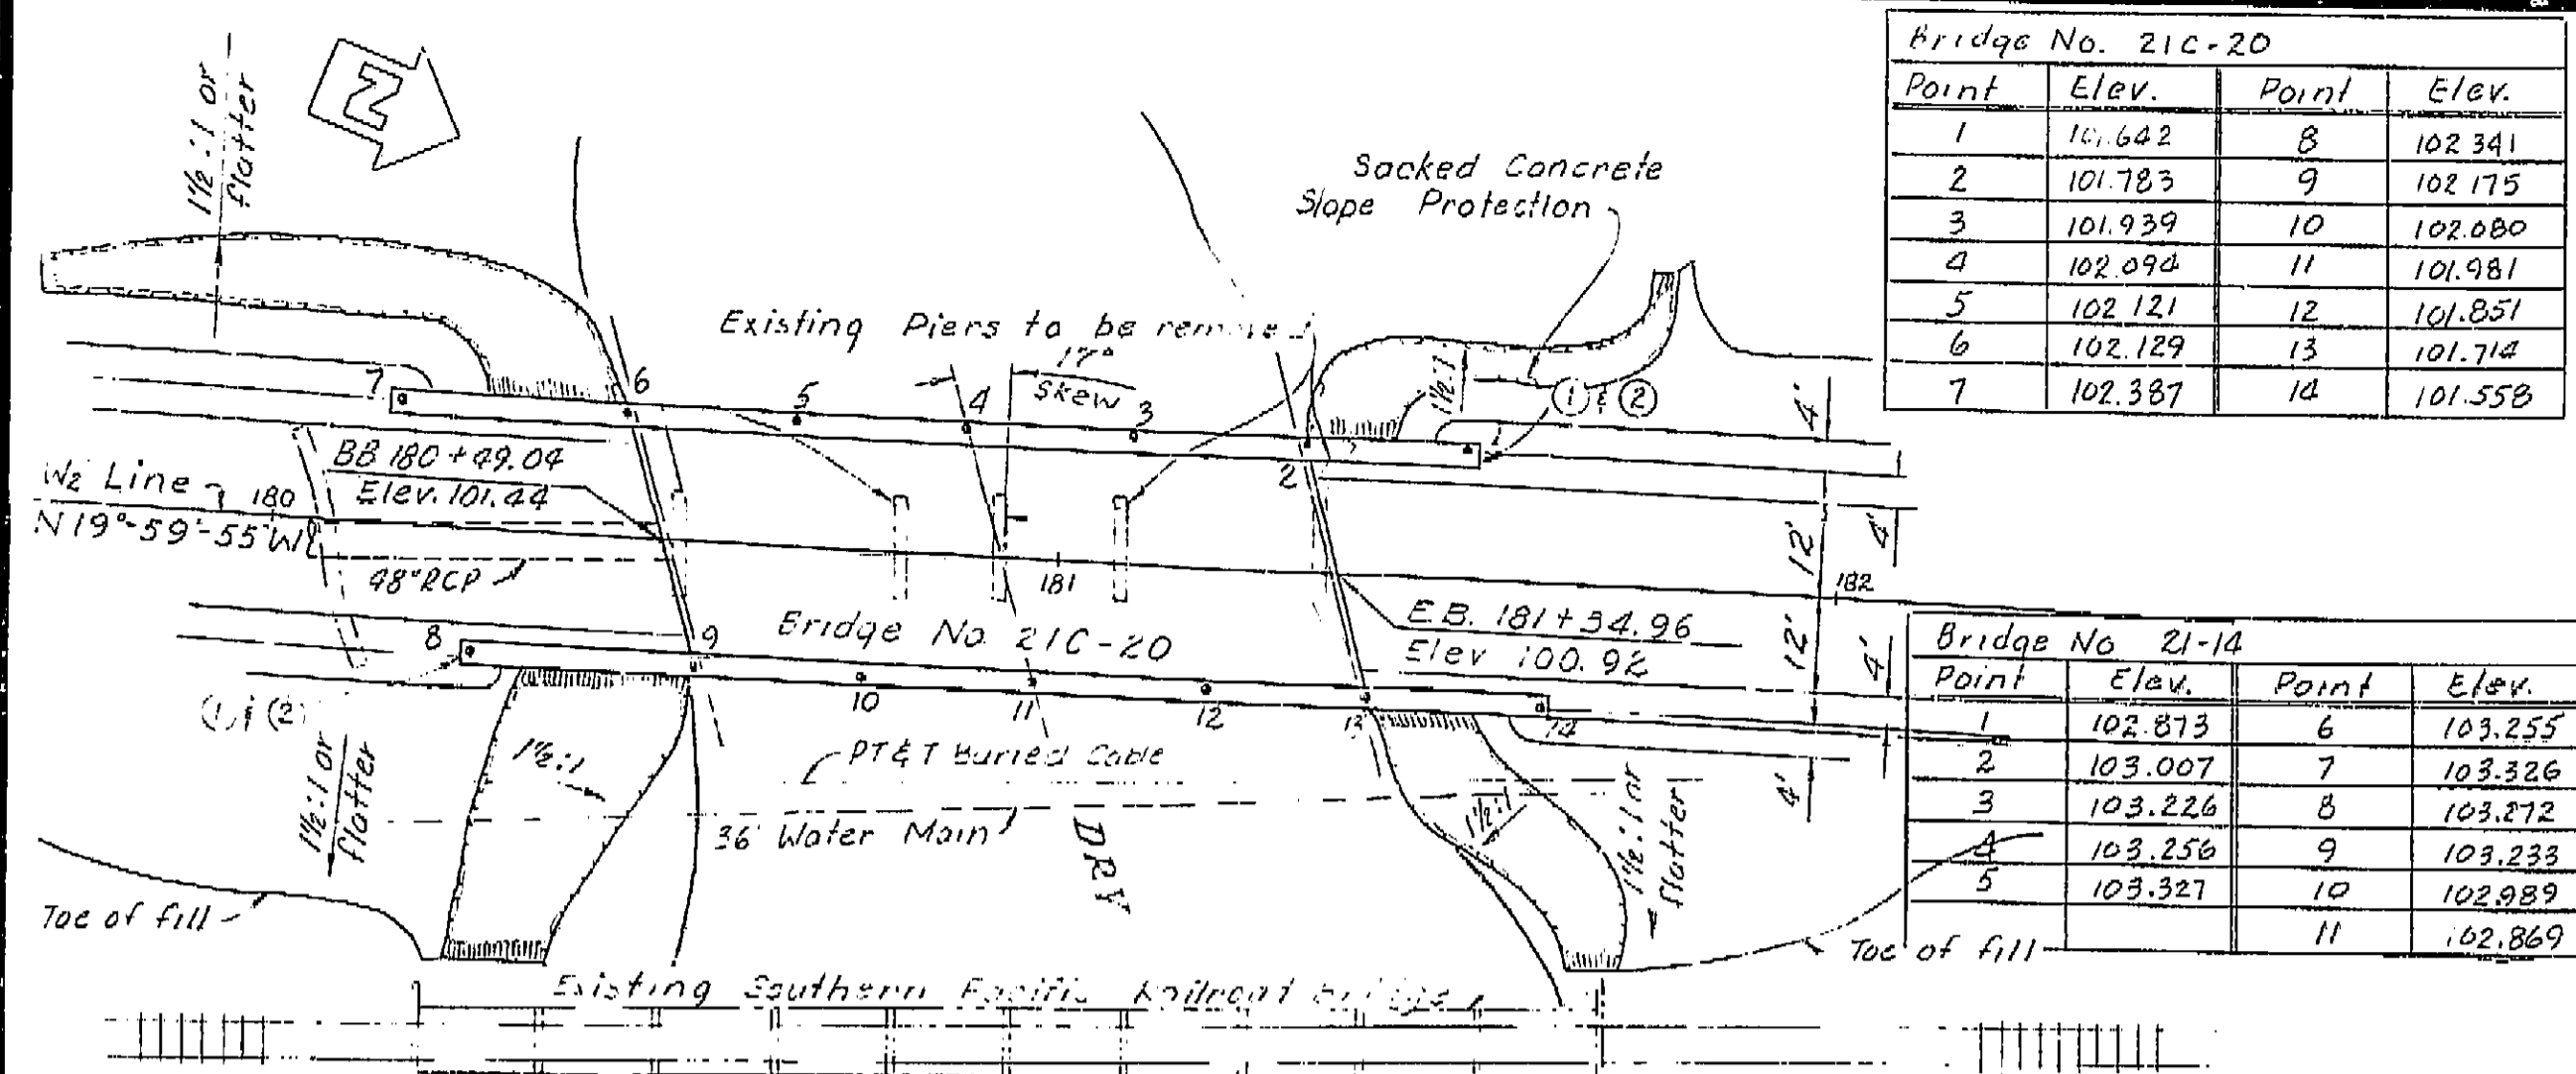 Bridge No. 21C-20
Point Elev. Point Elev.
1 101.642 8 102 341
2 101.783 9 102 175
3 101.939 10 102.080
4 102.094 11 101.981
5 102 121 12 101.851
6 102.129 13 101.714
7 102.387 14 101.558
1½:1 or
flatter
N
Sacked Concrete
Slope Protection
Existing Piers to be
17°
Skew
7
6
5
4
3
2
1½:1
① & ②
4'
BB 180+49.04
Elev. 101.44
W2 Line
180
N 19°-59'-55" W
98" RCP
181
182
12'
4'
E.B. 181+34.96
Elev 100.92
12'
4'
4'
8
9
Bridge No. 21C-20
10
11
12
13
14
(1) & (2)
1½:1 or
flatter
1½:1
PT&T Buried Cable
36" Water Main
DRY
1½:1
1½:1 or
flatter
Bridge No 21-14
Point Elev. Point Elev.
1 102.873 6 103.255
2 103.007 7 103.326
3 103.226 8 103.272
4 103.256 9 103.233
5 103.327 10 102.989
11 102.869
Toe of fill
Toe of fill
Existing Southern Pacific Railroad Bridge